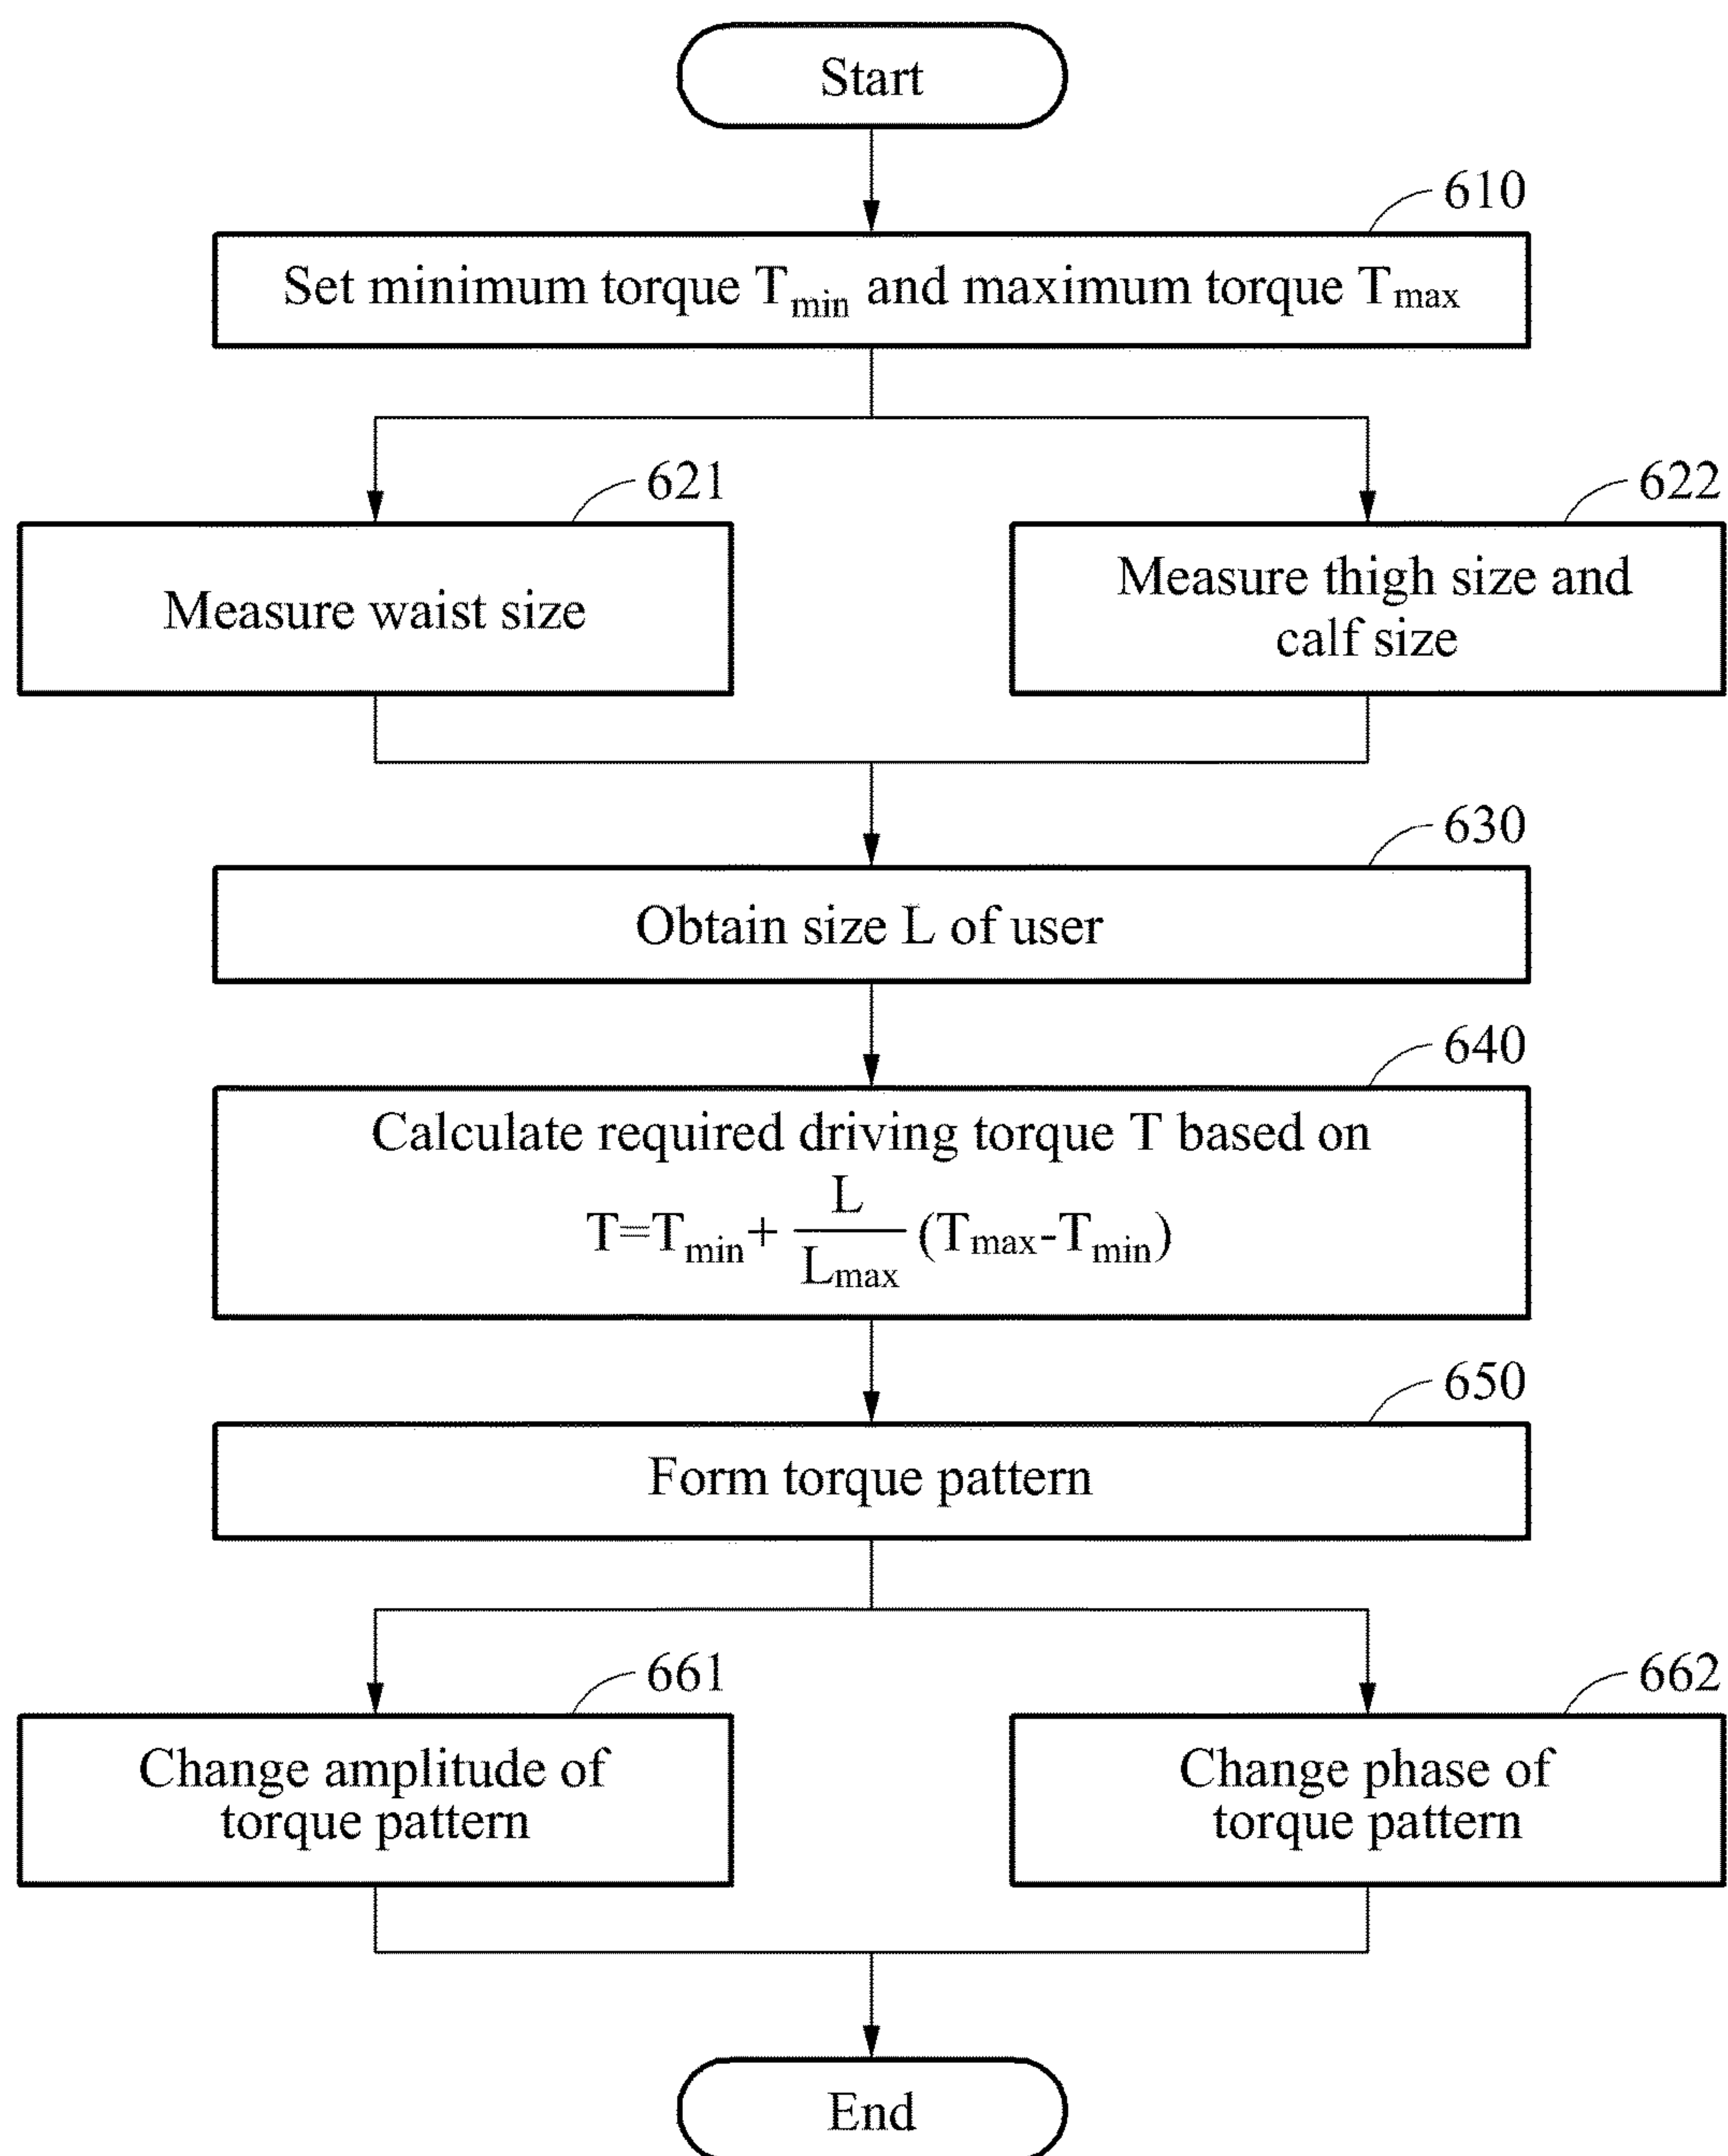 Start
610
Set minimum torque Tmin and maximum torque Tmax
621
622
Measure waist size
Measure thigh size and
calf size
630
Obtain size L of user
640
Calculate required driving torque T based on
T=Tmin+ L/Lmax (Tmax-Tmin)
650
Form torque pattern
661
662
Change amplitude of
torque pattern
Change phase of
torque pattern
End